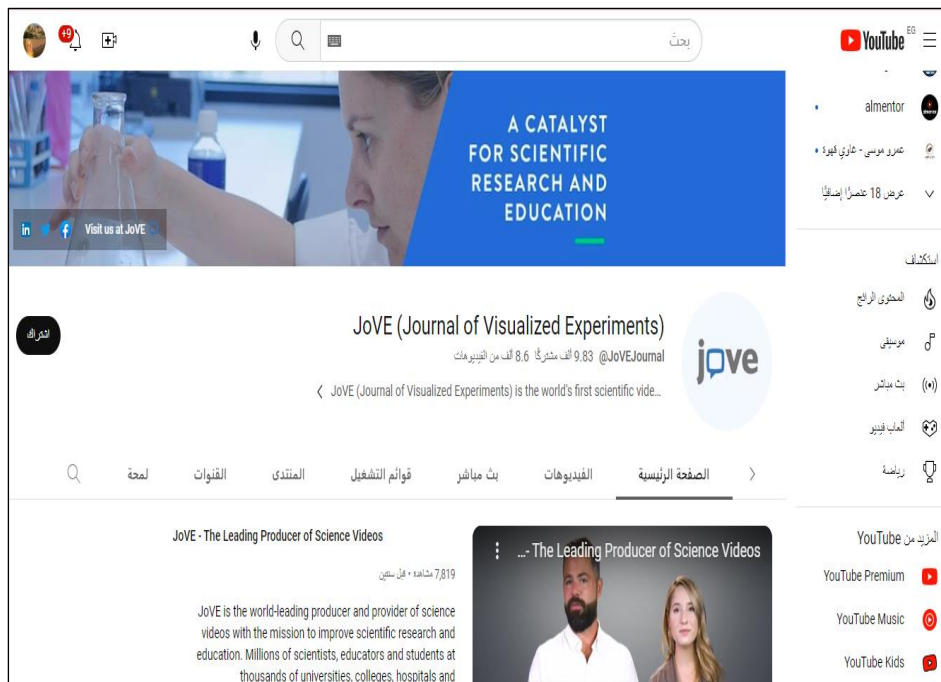 +9
بحث
YouTube EG
A CATALYST
FOR SCIENTIFIC
RESEARCH AND
EDUCATION
Visit us at JoVE
almentor
عمرو موسى - غاوي قهوة
عرض 18 عنصرًا إضافيًا
استكشاف
المحتوى الرائج
موسيقى
بث مباشر
ألعاب فيديو
رياضة
المزيد من YouTube
YouTube Premium
YouTube Music
YouTube Kids
JoVE (Journal of Visualized Experiments)
@JoVEJournal 9.83 ألف مشتركًا 8.6 ألف من الفيديوهات
JoVE (Journal of Visualized Experiments) is the world's first scientific vide...
jove
اشتراك
الصفحة الرئيسية الفيديوهات بث مباشر قوائم التشغيل المنتدى القنوات لمحة
...- The Leading Producer of Science Videos
JoVE - The Leading Producer of Science Videos
7,819 مشاهدة • قبل سنتين
JoVE is the world-leading producer and provider of science
videos with the mission to improve scientific research and
education. Millions of scientists, educators and students at
thousands of universities, colleges, hospitals and